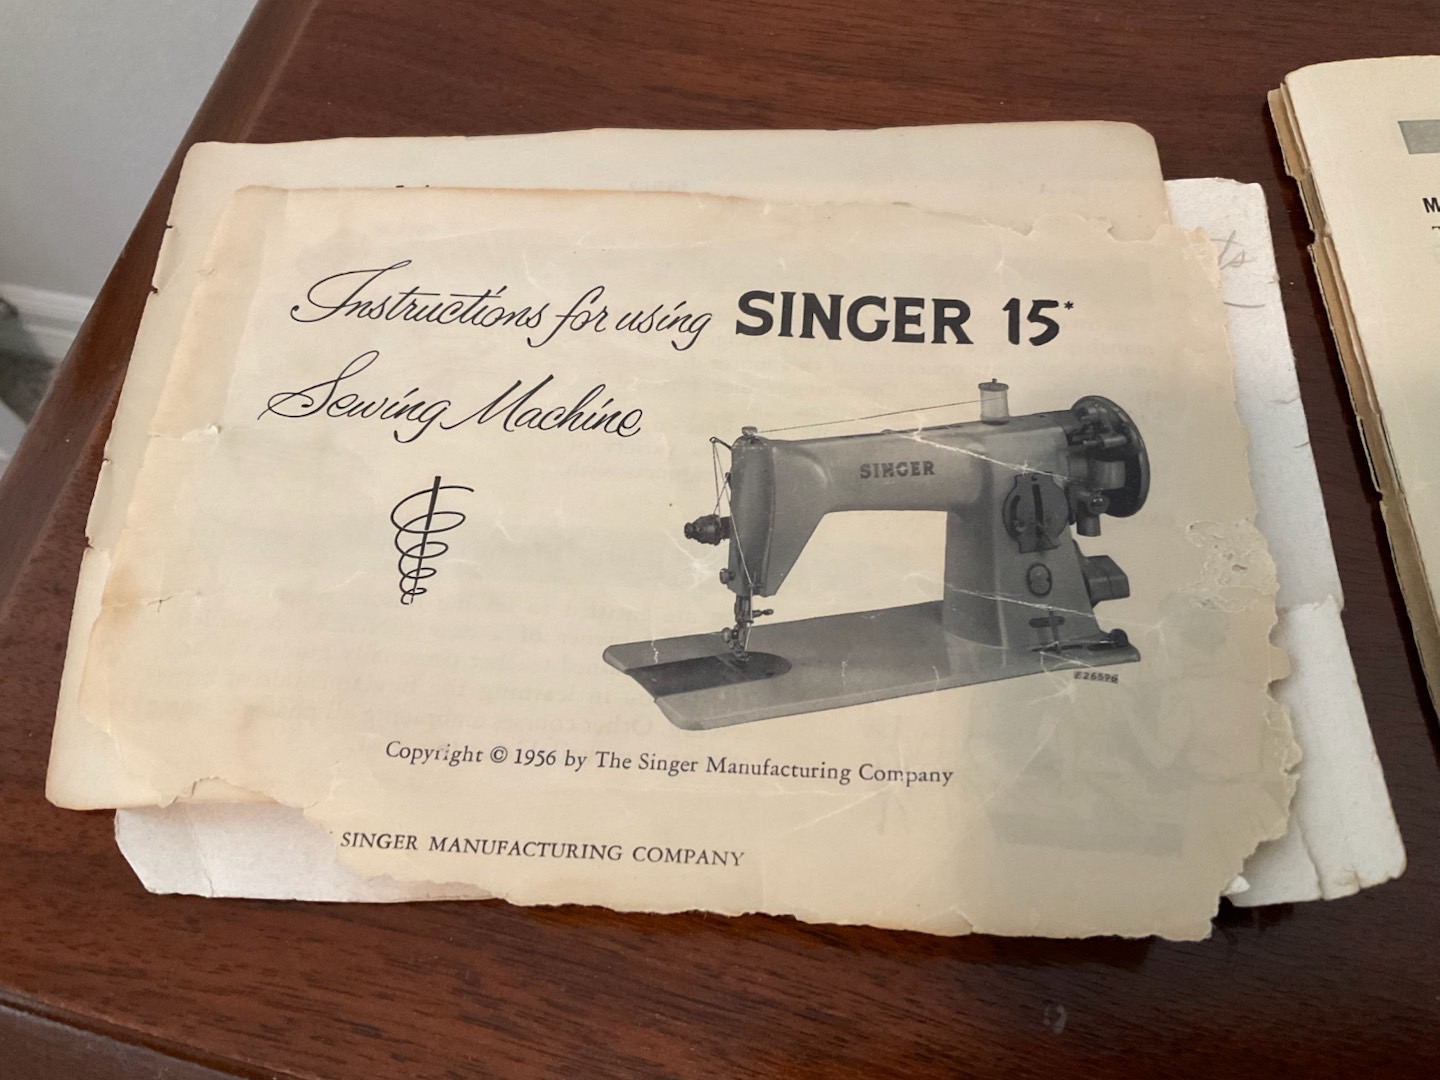 Instructions for using SINGER 15*
Sewing Machine
SINGER
E26596
Copyright © 1956 by The Singer Manufacturing Company
SINGER MANUFACTURING COMPANY